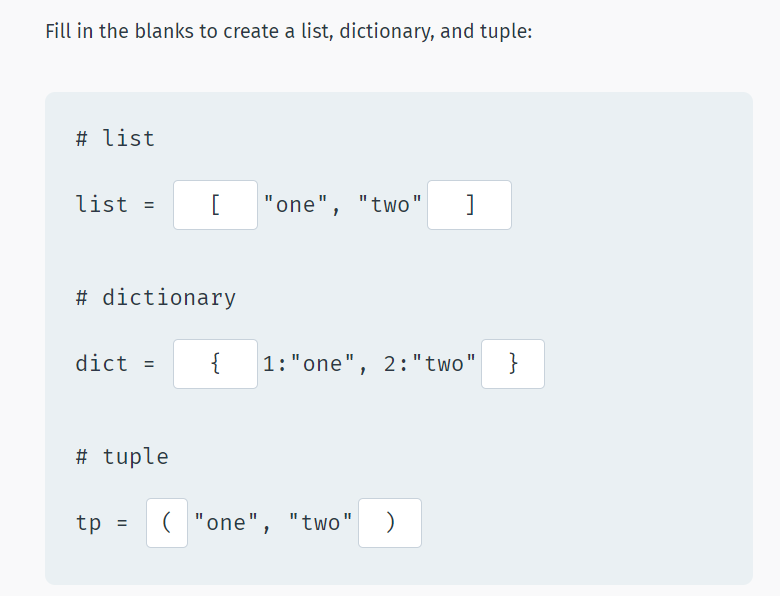 Fill in the blanks to create a list, dictionary, and tuple:
# list
list = [ "one", "two" ]
# dictionary
dict = { 1:"one", 2:"two" }
# tuple
tp = ( "one", "two" )